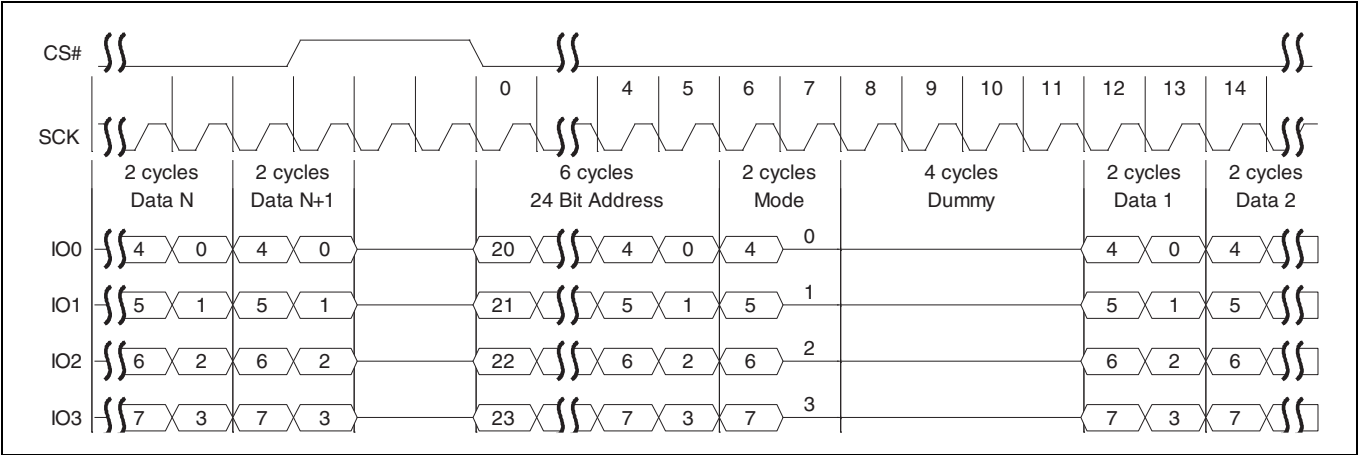 CS#
0 4 5 6 7 8 9 10 11 12 13 14
SCK
2 cycles 2 cycles 6 cycles 2 cycles 4 cycles 2 cycles 2 cycles
Data N Data N+1 24 Bit Address Mode Dummy Data 1 Data 2
IO0 4 0 4 0 20 4 0 4 0 4 0 4
IO1 5 1 5 1 21 5 1 5 1 5 1 5
IO2 6 2 6 2 22 6 2 6 2 6 2 6
IO3 7 3 7 3 23 7 3 7 3 7 3 7